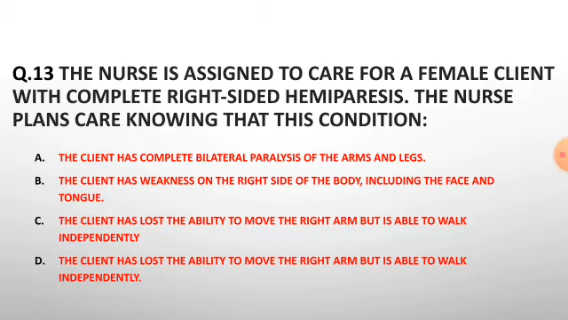 Q.13 THE NURSE IS ASSIGNED TO CARE FOR A FEMALE CLIENT
WITH COMPLETE RIGHT-SIDED HEMIPARESIS. THE NURSE
PLANS CARE KNOWING THAT THIS CONDITION:
A. THE CLIENT HAS COMPLETE BILATERAL PARALYSIS OF THE ARMS AND LEGS.
B. THE CLIENT HAS WEAKNESS ON THE RIGHT SIDE OF THE BODY, INCLUDING THE FACE AND
TONGUE.
C. THE CLIENT HAS LOST THE ABILITY TO MOVE THE RIGHT ARM BUT IS ABLE TO WALK
INDEPENDENTLY
D. THE CLIENT HAS LOST THE ABILITY TO MOVE THE RIGHT ARM BUT IS ABLE TO WALK
INDEPENDENTLY.